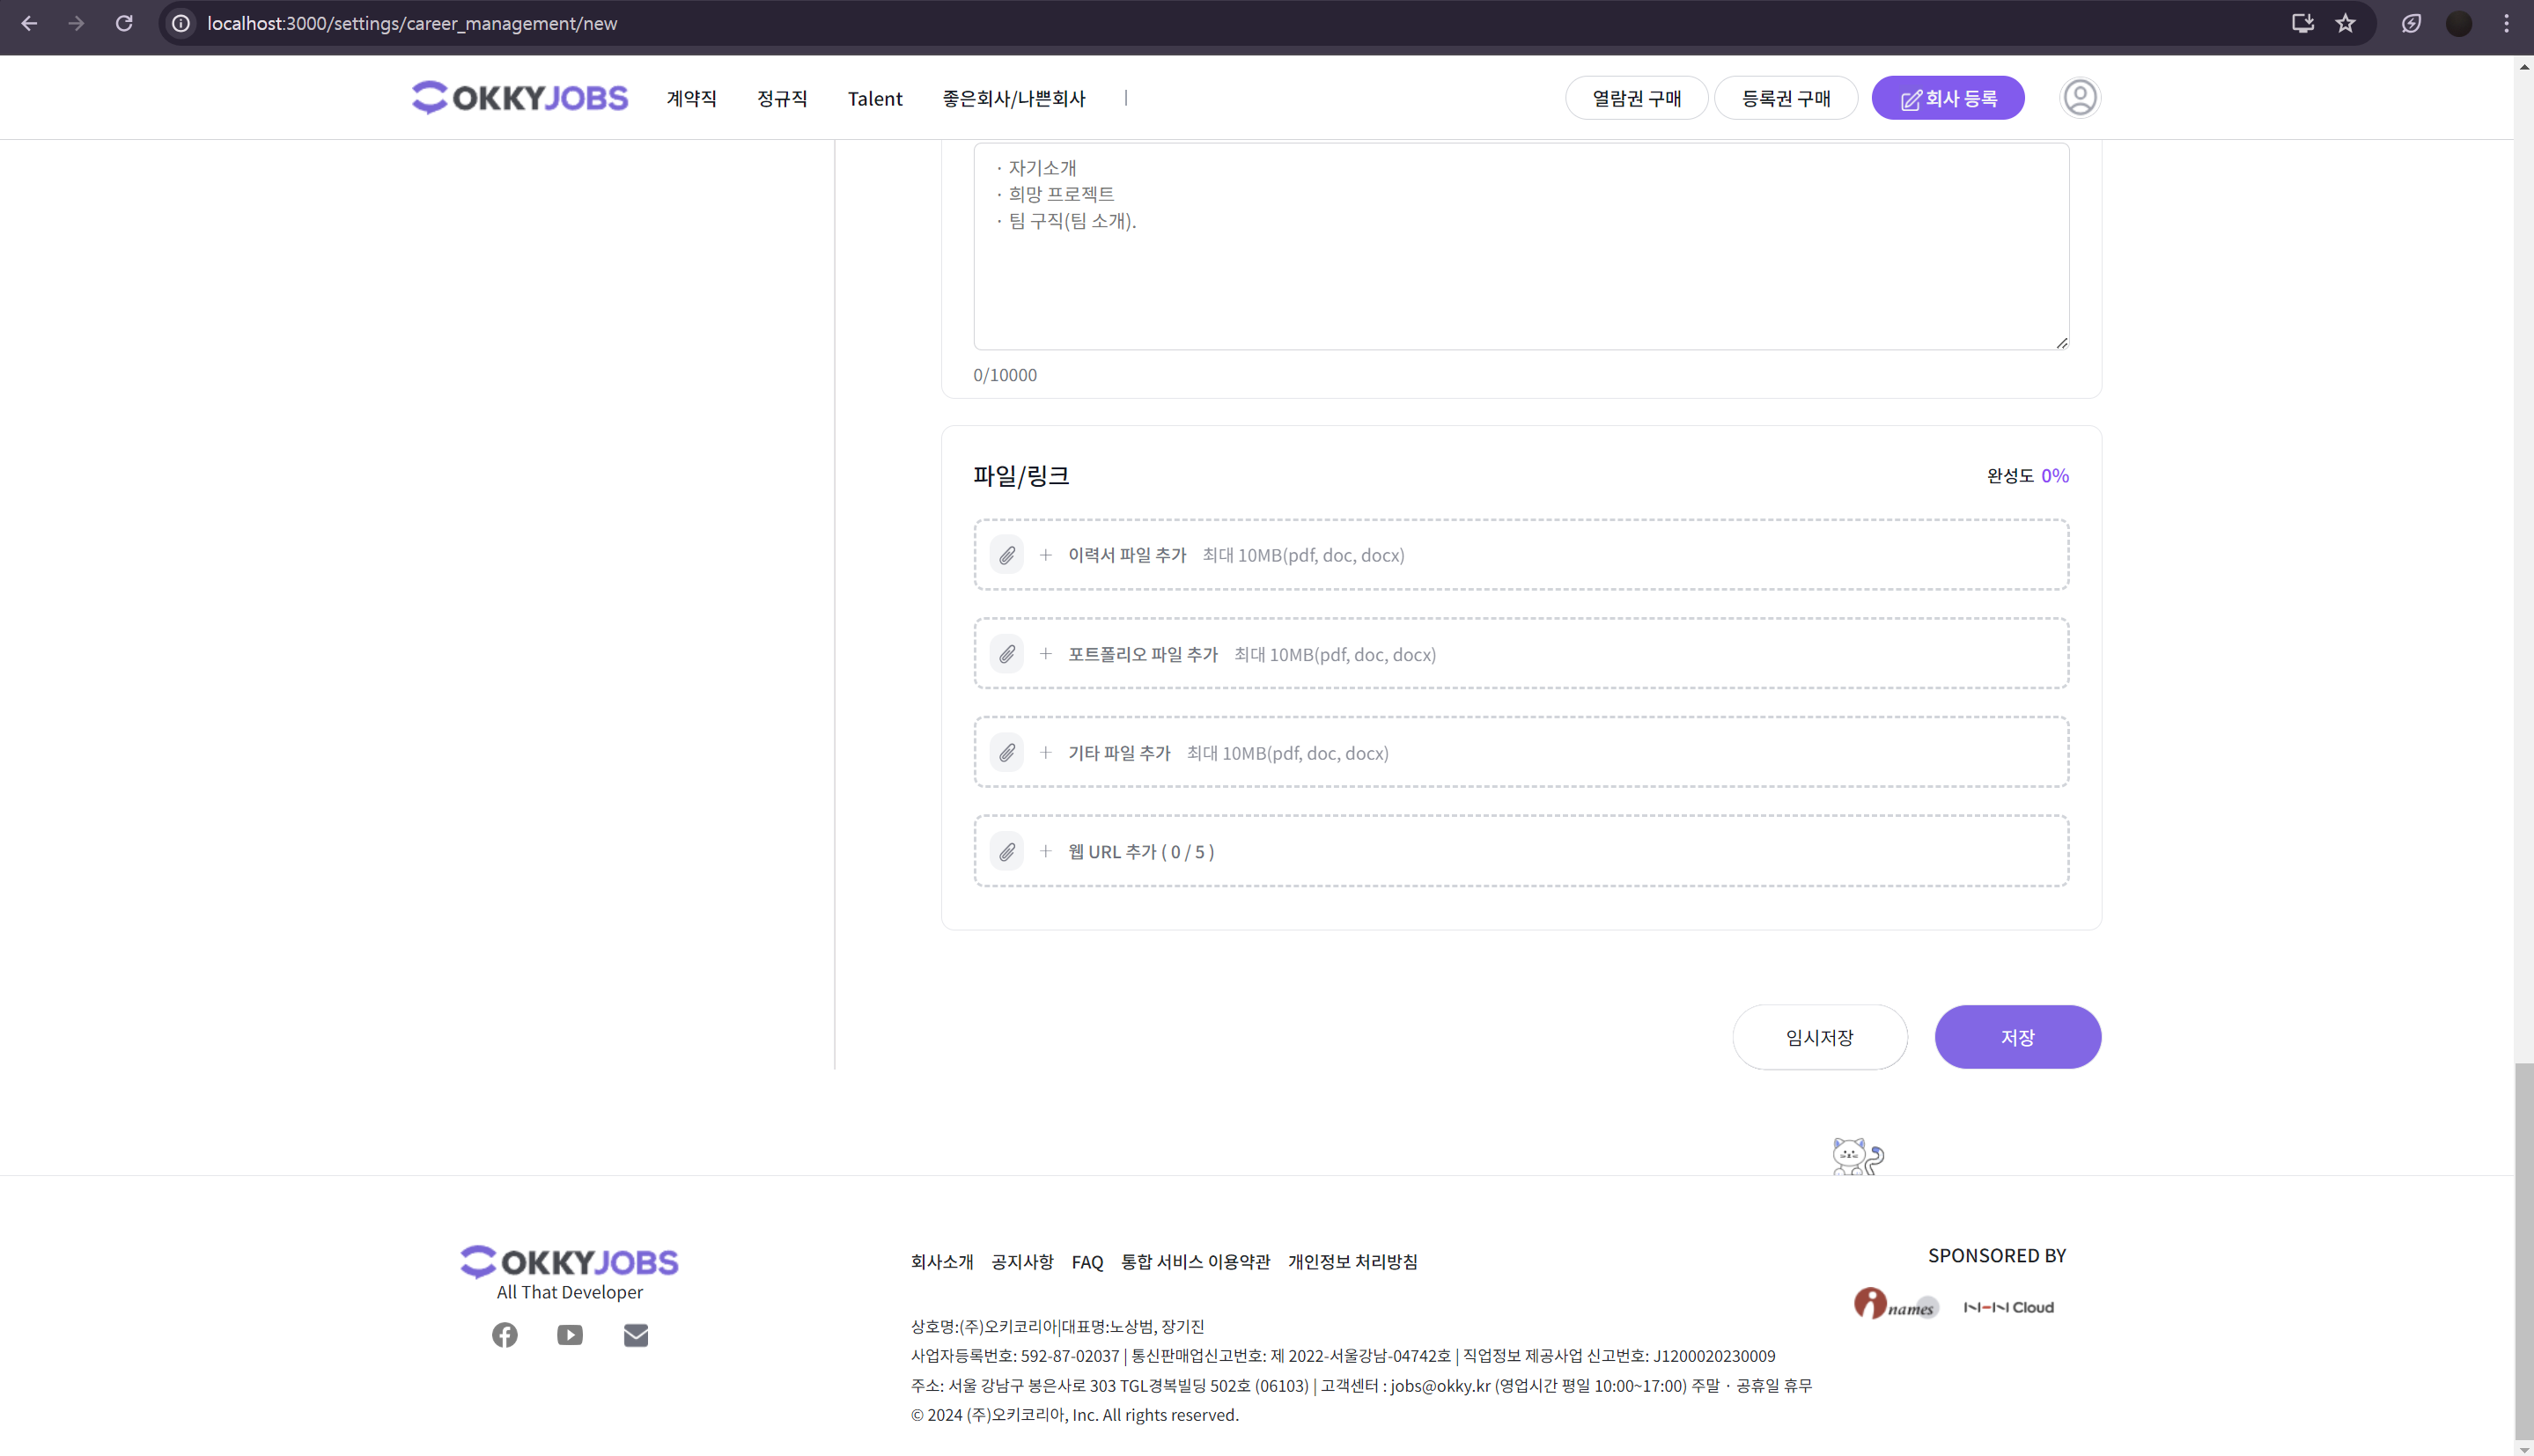 localhost:3000/settings/career_management/new
OKKYJOBS 계약직 정규직 Talent 좋은회사/나쁜회사 | 열람권 구매 등록권 구매 회사 등록
· 자기소개
· 희망 프로젝트
· 팀 구직(팀 소개).
0/10000
파일/링크 완성도 0%
+ 이력서 파일 추가 최대 10MB(pdf, doc, docx)
+ 포트폴리오 파일 추가 최대 10MB(pdf, doc, docx)
+ 기타 파일 추가 최대 10MB(pdf, doc, docx)
+ 웹 URL 추가 ( 0 / 5 )
임시저장 저장
OKKYJOBS
All That Developer
회사소개 공지사항 FAQ 통합 서비스 이용약관 개인정보 처리방침
상호명:(주)오키코리아|대표명:노상범, 장기진
사업자등록번호: 592-87-02037 | 통신판매업신고번호: 제 2022-서울강남-04742호 | 직업정보 제공사업 신고번호: J1200020230009
주소: 서울 강남구 봉은사로 303 TGL경복빌딩 502호 (06103) | 고객센터 : jobs@okky.kr (영업시간 평일 10:00~17:00) 주말 · 공휴일 휴무
© 2024 (주)오키코리아, Inc. All rights reserved.
SPONSORED BY
inames NHN Cloud